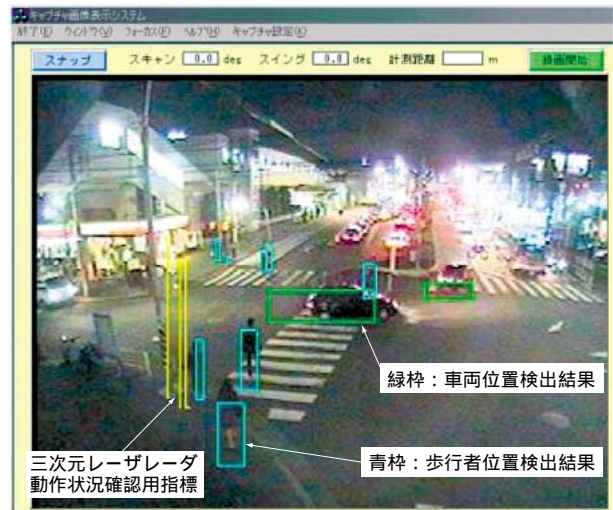 キャプチャ画像表示システム
終了(E) ウィンドウ(V) フォーカス(F) ヘルプ(H) キャプチャ設定(K)
スナップ スキャン 0.0 deg スイング 0.0 deg 計測距離 m 録画開始
緑枠：車両位置検出結果
三次元レーザレーダ
動作状況確認用指標
青枠：歩行者位置検出結果